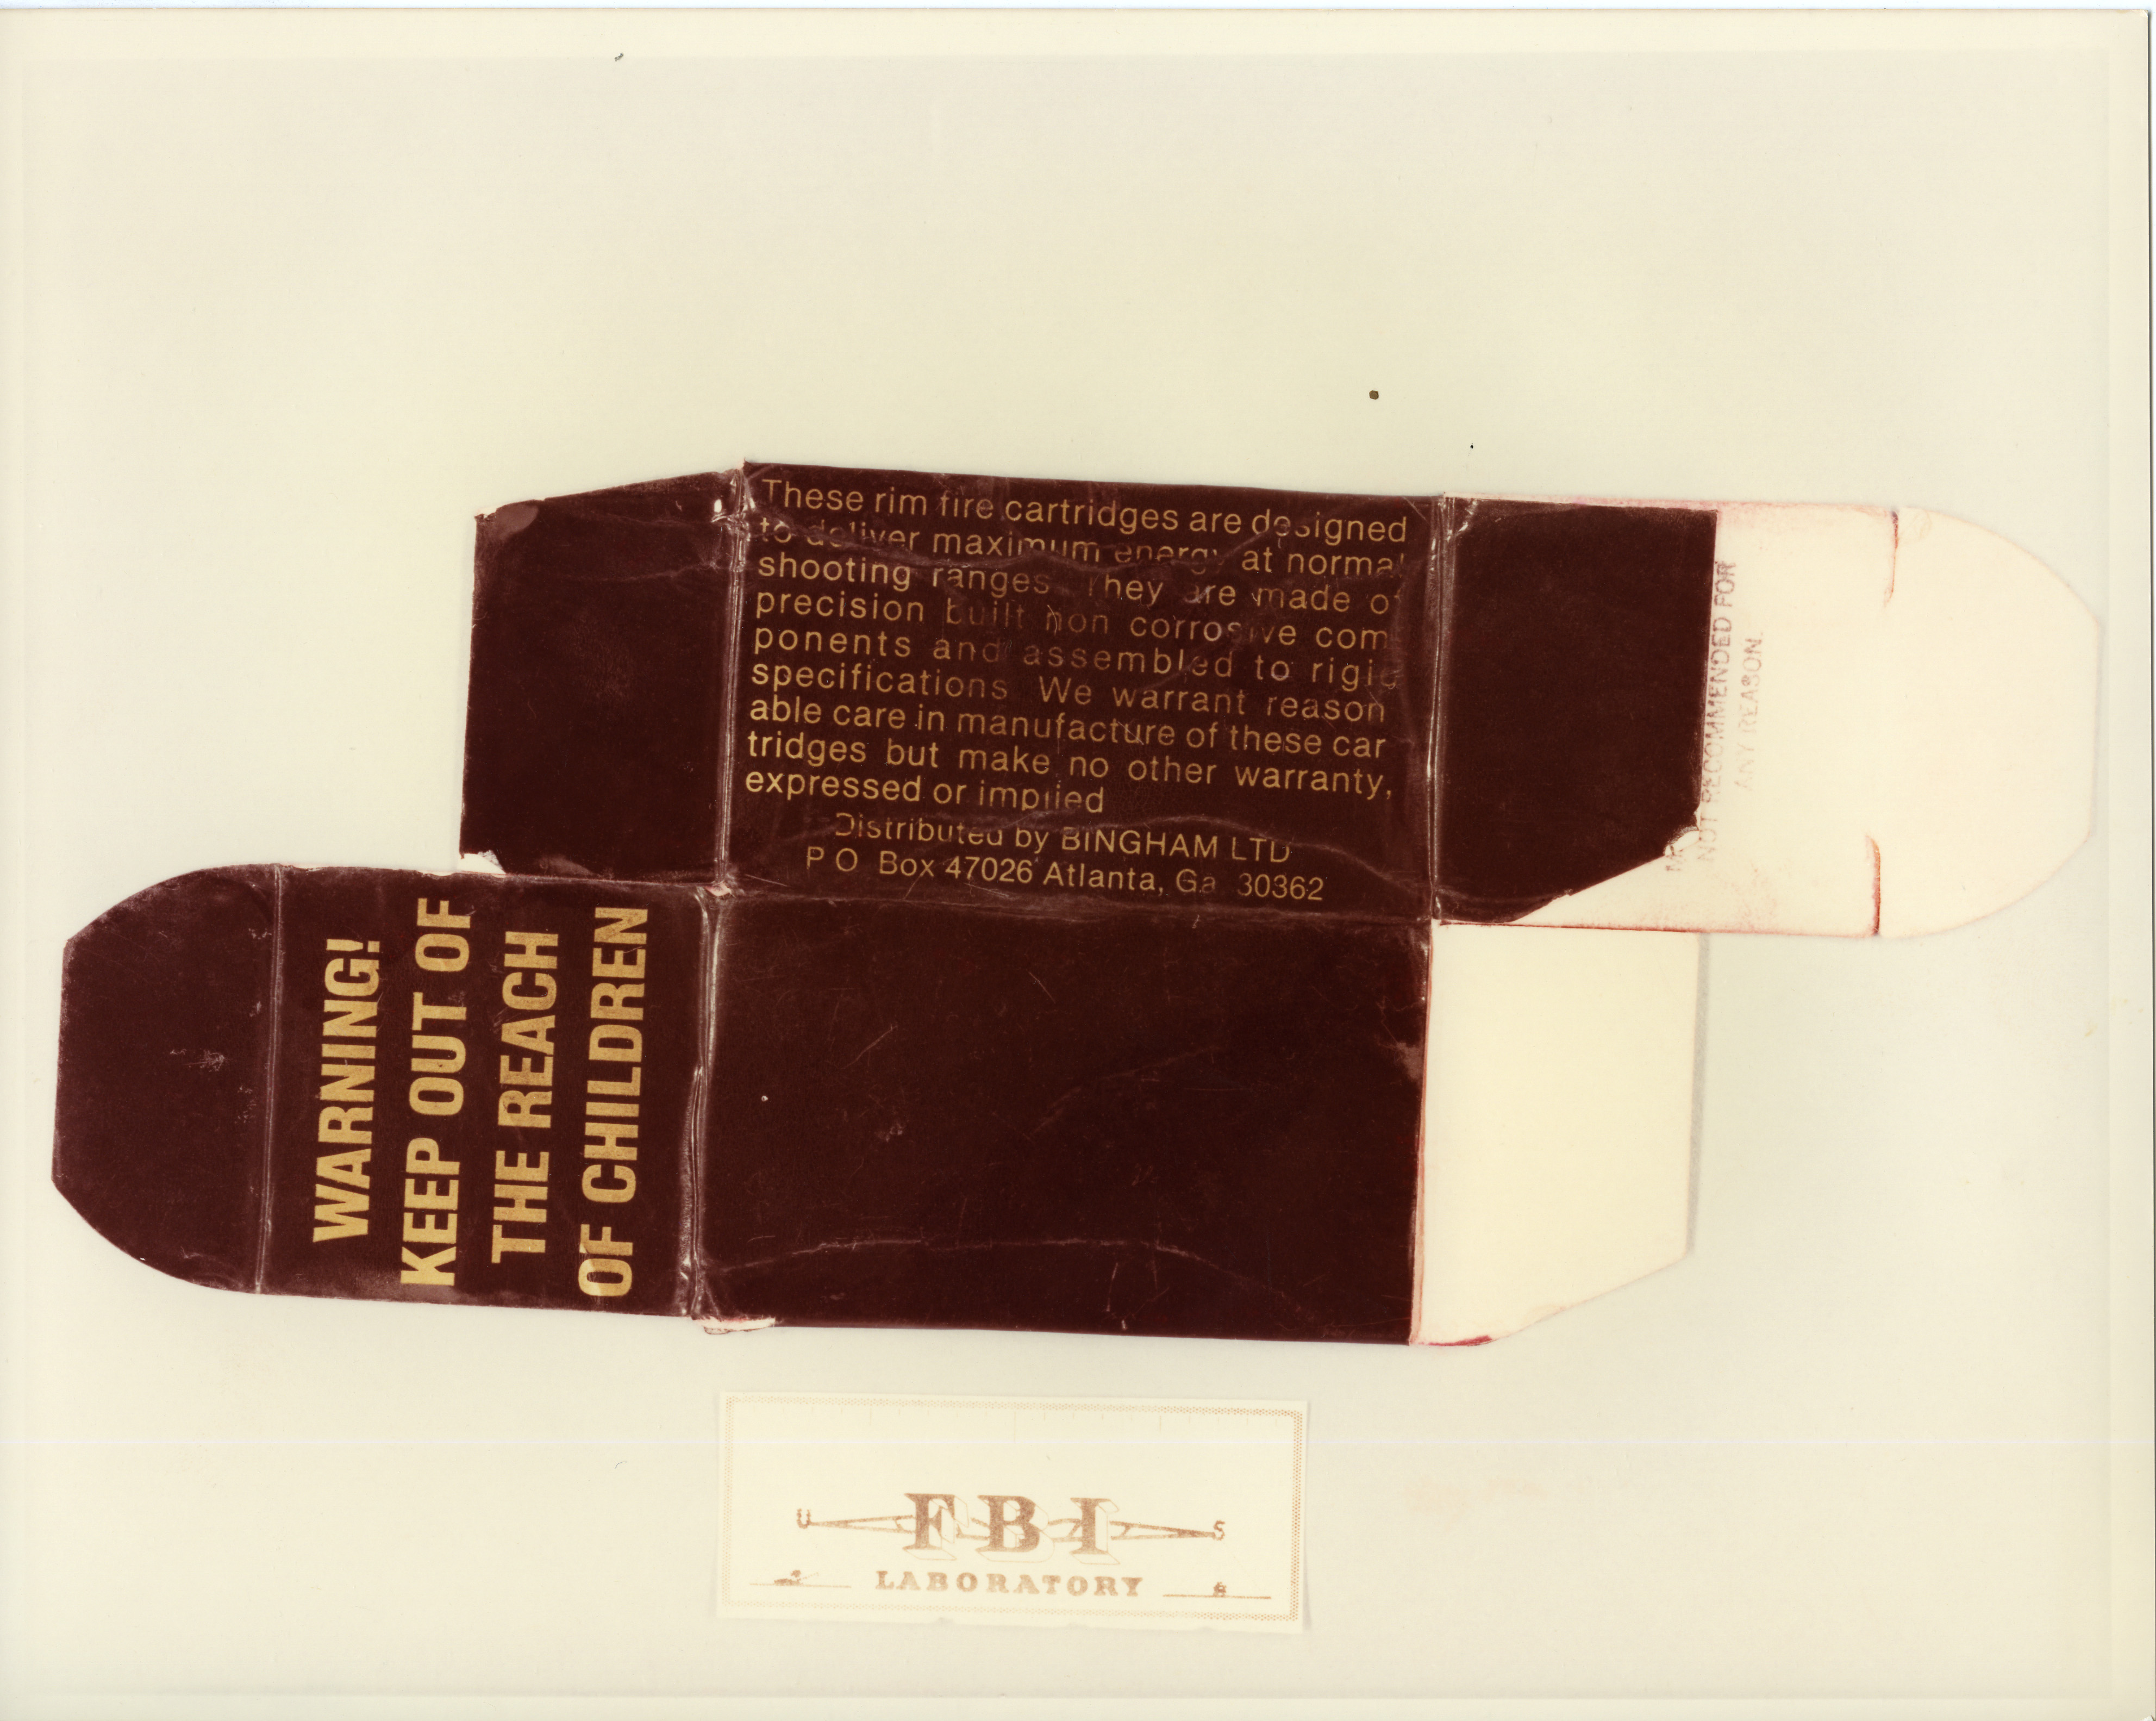 These rim fire cartridges are designed
to deliver maximum energy at normal
shooting ranges They are made of
precision built non corrosive com
ponents and assembled to rigid
specifications We warrant reason
able care in manufacture of these car
tridges but make no other warranty,
expressed or implied
Distributed by BINGHAM LTD
P O Box 47026 Atlanta, Ga 30362
WARNING!
KEEP OUT OF
THE REACH
OF CHILDREN
NOT RECOMMENDED FOR
ANY REASON.
U FBI S
LABORATORY